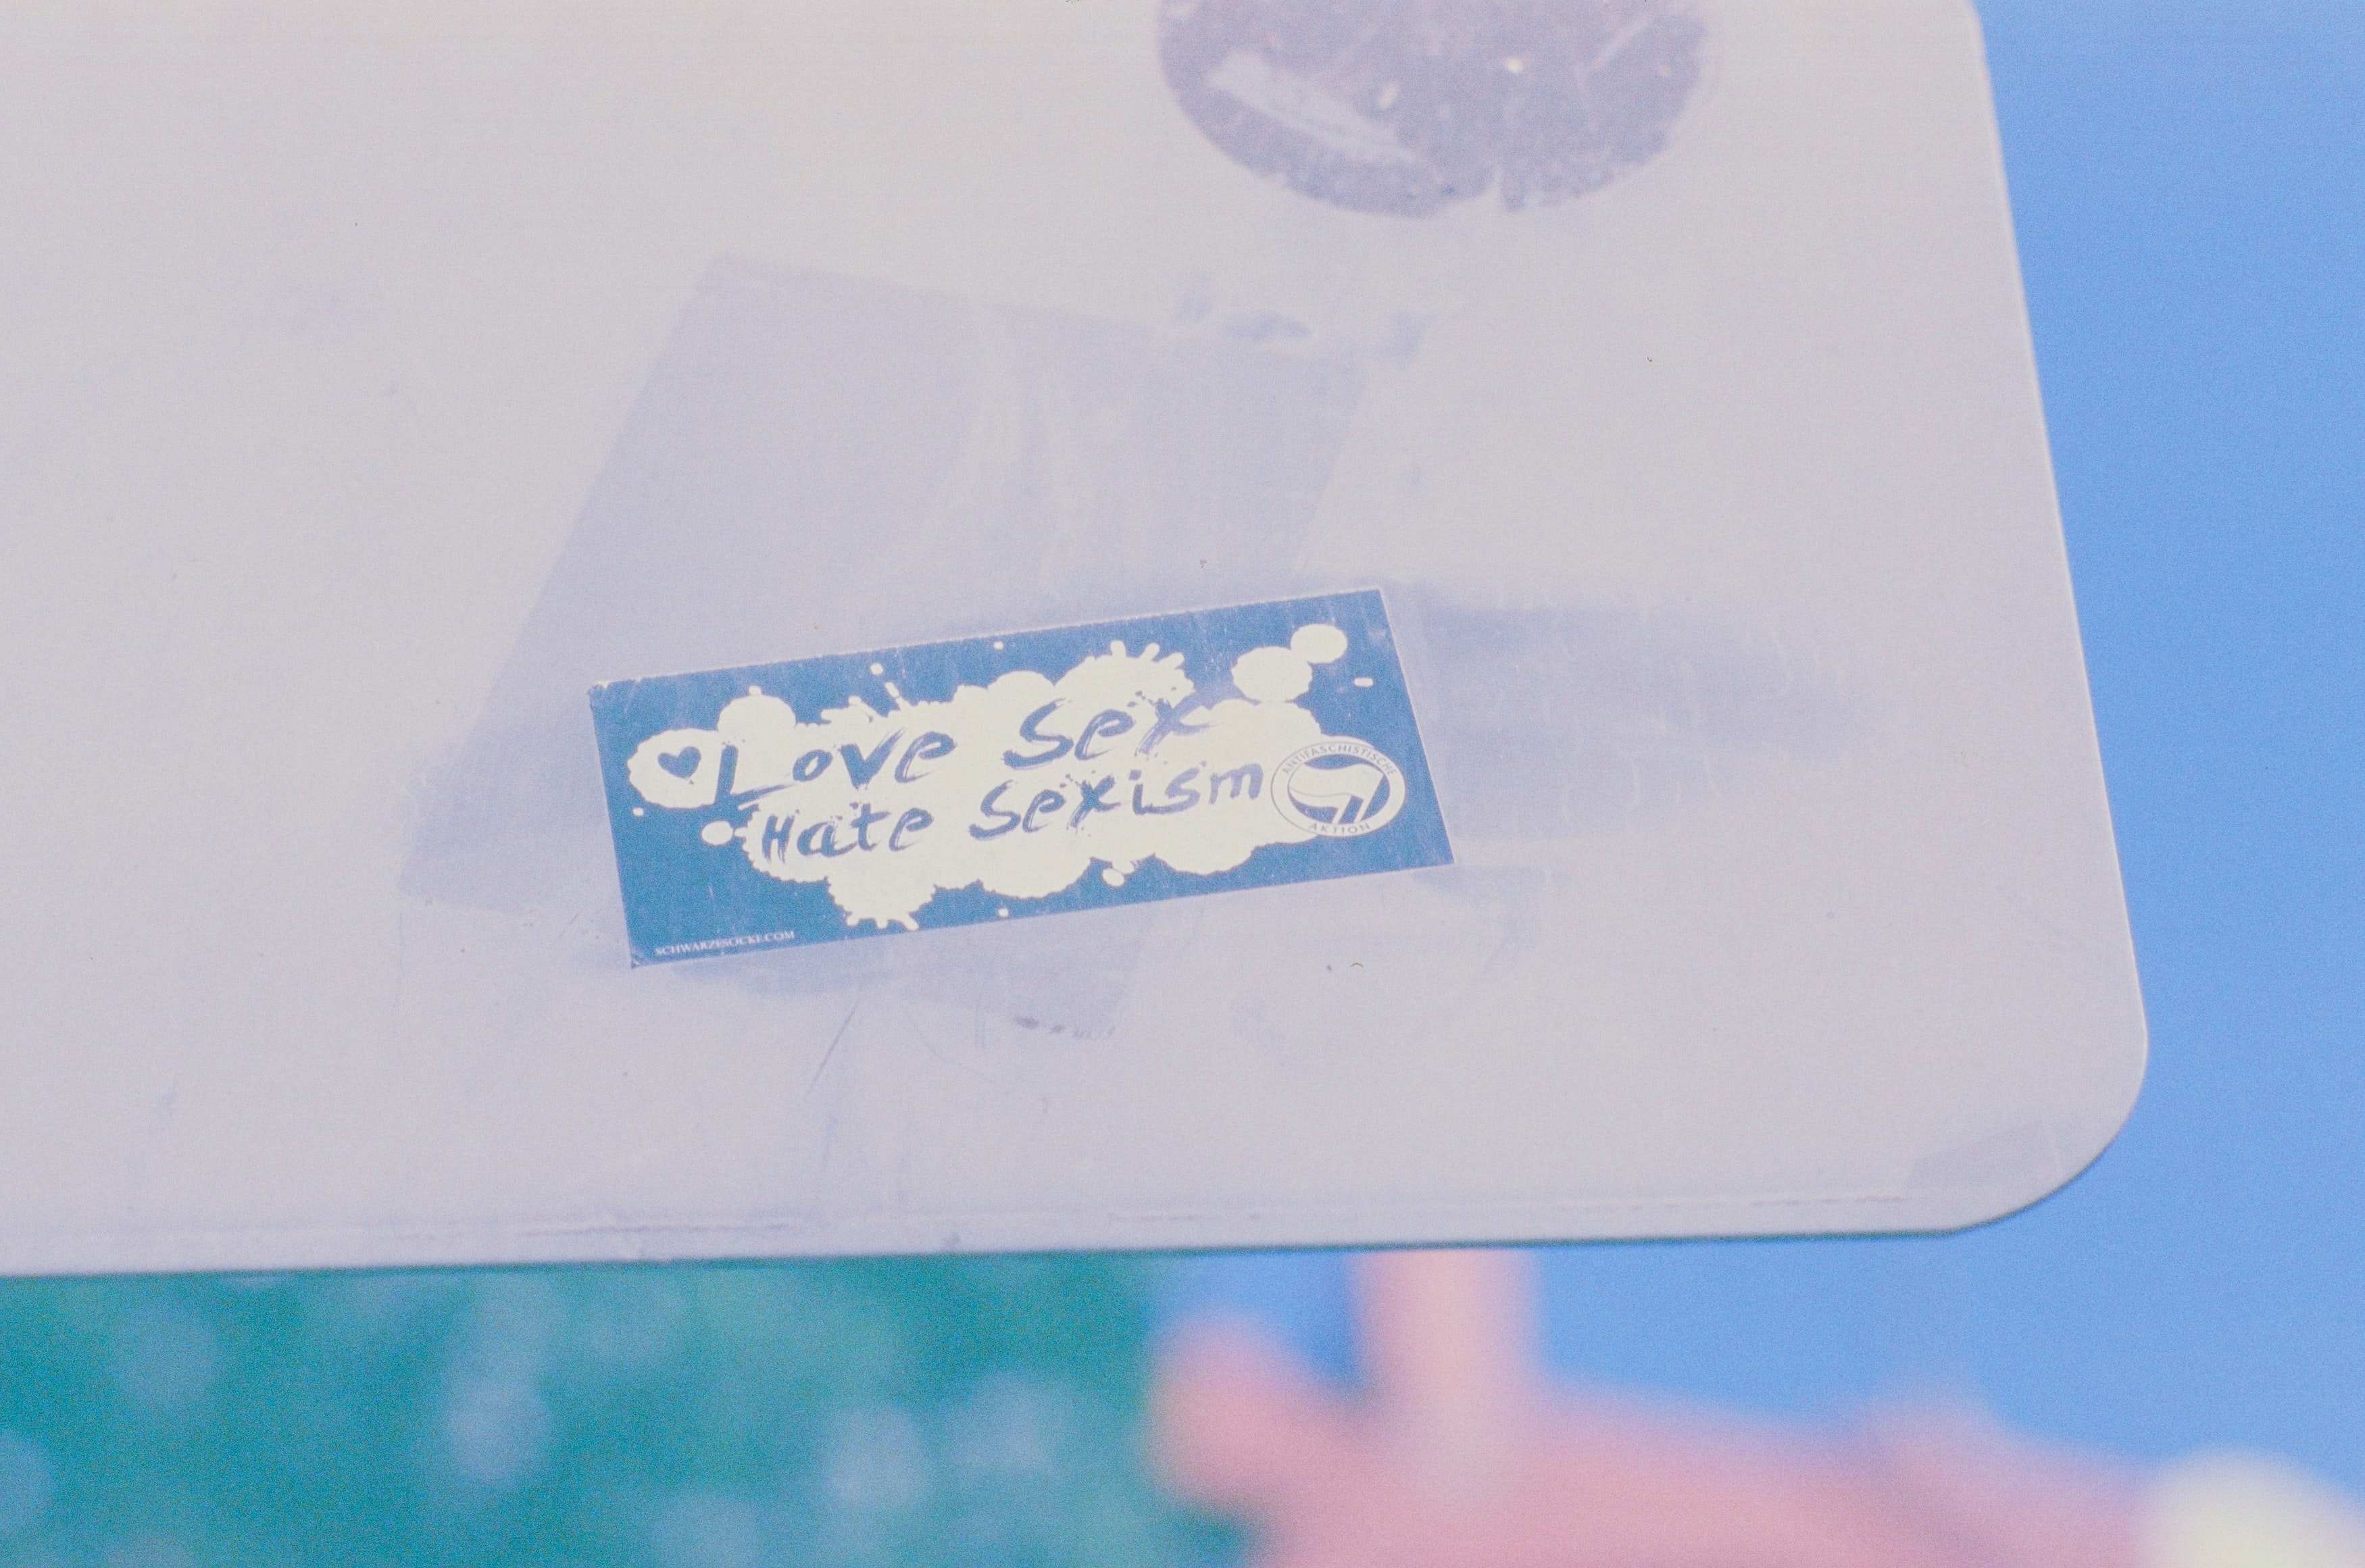 Love Sex
Hate Sexism
ANTIFASCHISTISCHE
AKTION
SCHWARZESOCKE.COM